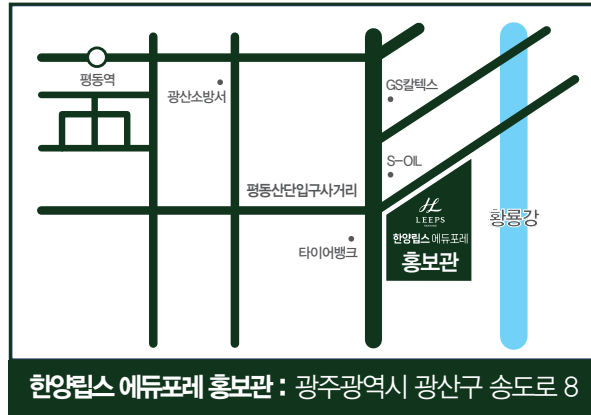 평동역
광산소방서
GS칼텍스
S-OIL
평동산단입구사거리
LEEPS
한양립스 에듀포레
홍보관
황룡강
타이어뱅크
한양립스 에듀포레 홍보관 : 광주광역시 광산구 송도로 8